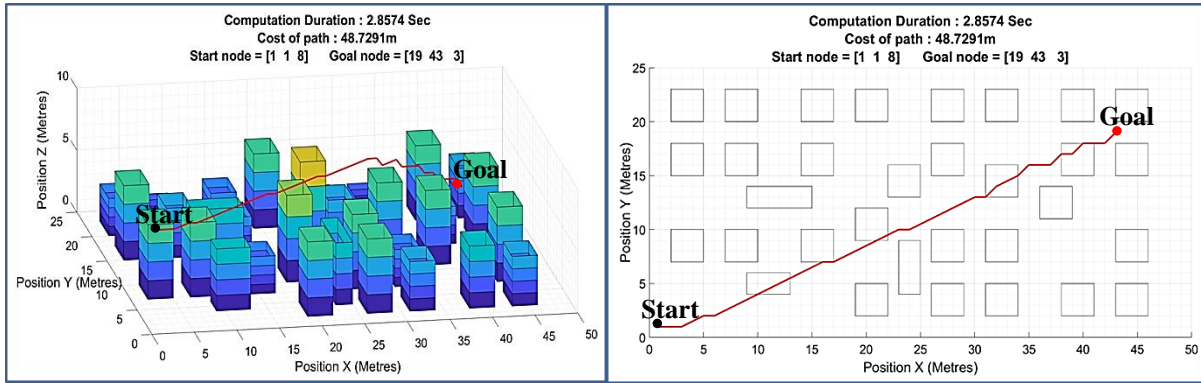 Computation Duration : 2.8574 Sec
Cost of path : 48.7291m
Start node = [1 1 8] Goal node = [19 43 3]
10
5
0
Position Z (Metres)
25
20
15
10
5
0
Position Y (Metres)
0
5
10
15
20
25
30
35
40
45
50
Position X (Metres)
Start
Goal
Computation Duration : 2.8574 Sec
Cost of path : 48.7291m
Start node = [1 1 8] Goal node = [19 43 3]
25
20
15
10
5
0
Position Y (Metres)
Goal
Start
0
5
10
15
20
25
30
35
40
45
50
Position X (Metres)